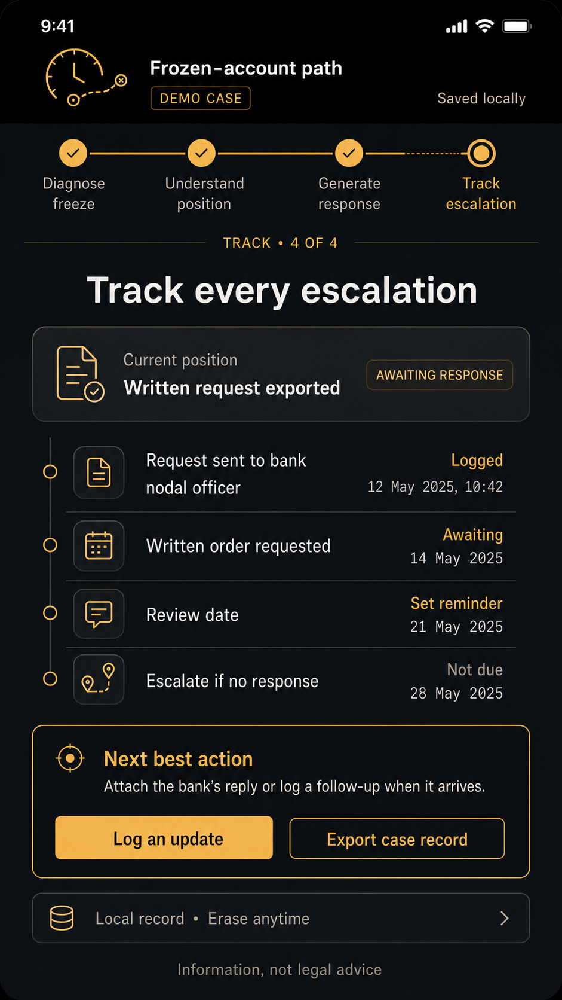 9:41
Frozen-account path
DEMO CASE
Saved locally
Diagnose
freeze
Understand
position
Generate
response
Track
escalation
TRACK • 4 OF 4
Track every escalation
Current position
Written request exported
AWAITING RESPONSE
Request sent to bank
nodal officer
Logged
12 May 2025, 10:42
Written order requested
Awaiting
14 May 2025
Review date
Set reminder
21 May 2025
Escalate if no response
Not due
28 May 2025
Next best action
Attach the bank’s reply or log a follow-up when it arrives.
Log an update
Export case record
Local record • Erase anytime
Information, not legal advice